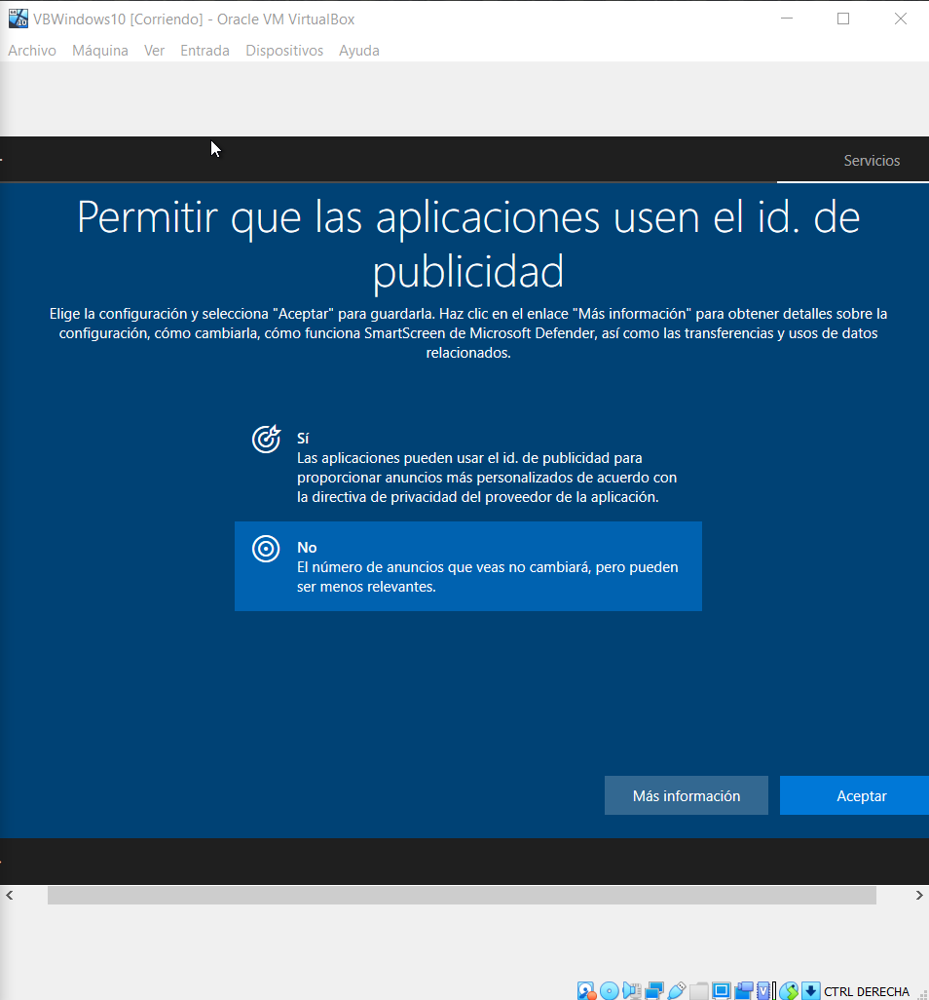 VBWindows10 [Corriendo] - Oracle VM VirtualBox
Archivo Máquina Ver Entrada Dispositivos Ayuda
Servicios
Permitir que las aplicaciones usen el id. de
publicidad
Elige la configuración y selecciona "Aceptar" para guardarla. Haz clic en el enlace "Más información" para obtener detalles sobre la
configuración, cómo cambiarla, cómo funciona SmartScreen de Microsoft Defender, así como las transferencias y usos de datos
relacionados.
Sí
Las aplicaciones pueden usar el id. de publicidad para
proporcionar anuncios más personalizados de acuerdo con
la directiva de privacidad del proveedor de la aplicación.
No
El número de anuncios que veas no cambiará, pero pueden
ser menos relevantes.
Más información Aceptar
CTRL DERECHA